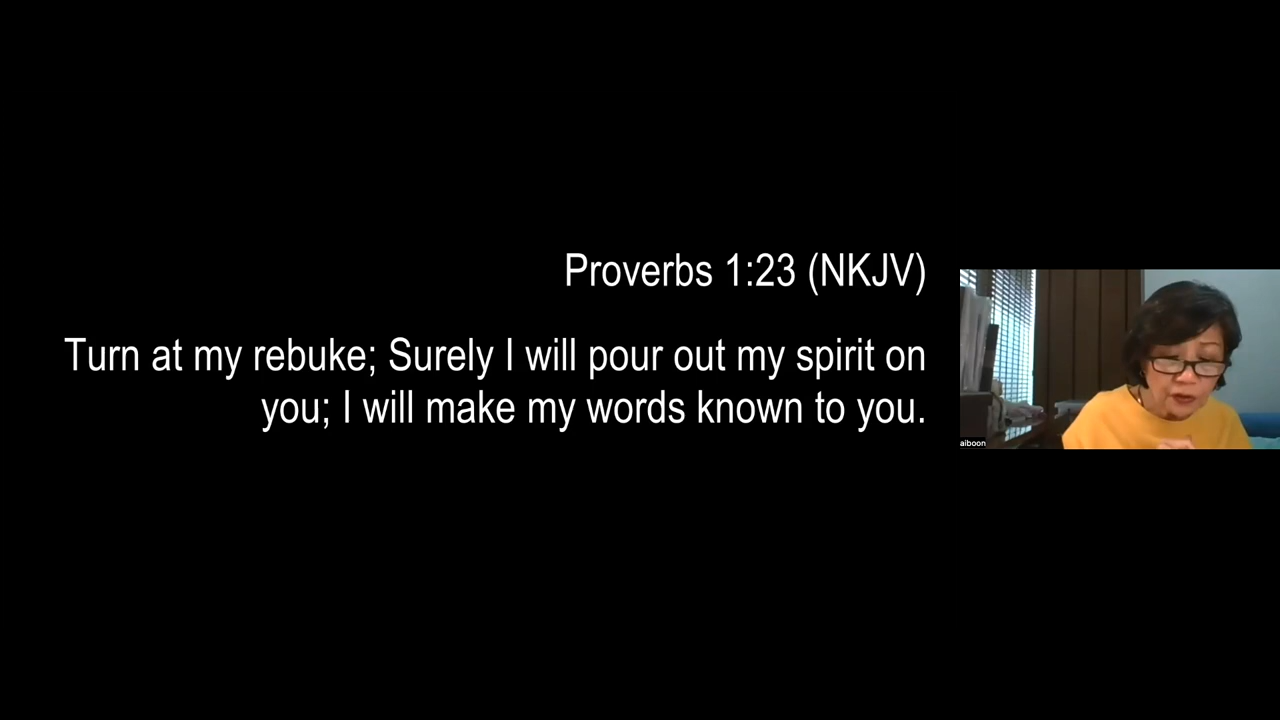 Proverbs 1:23 (NKJV)
Turn at my rebuke; Surely I will pour out my spirit on
you; I will make my words known to you.
aiboon